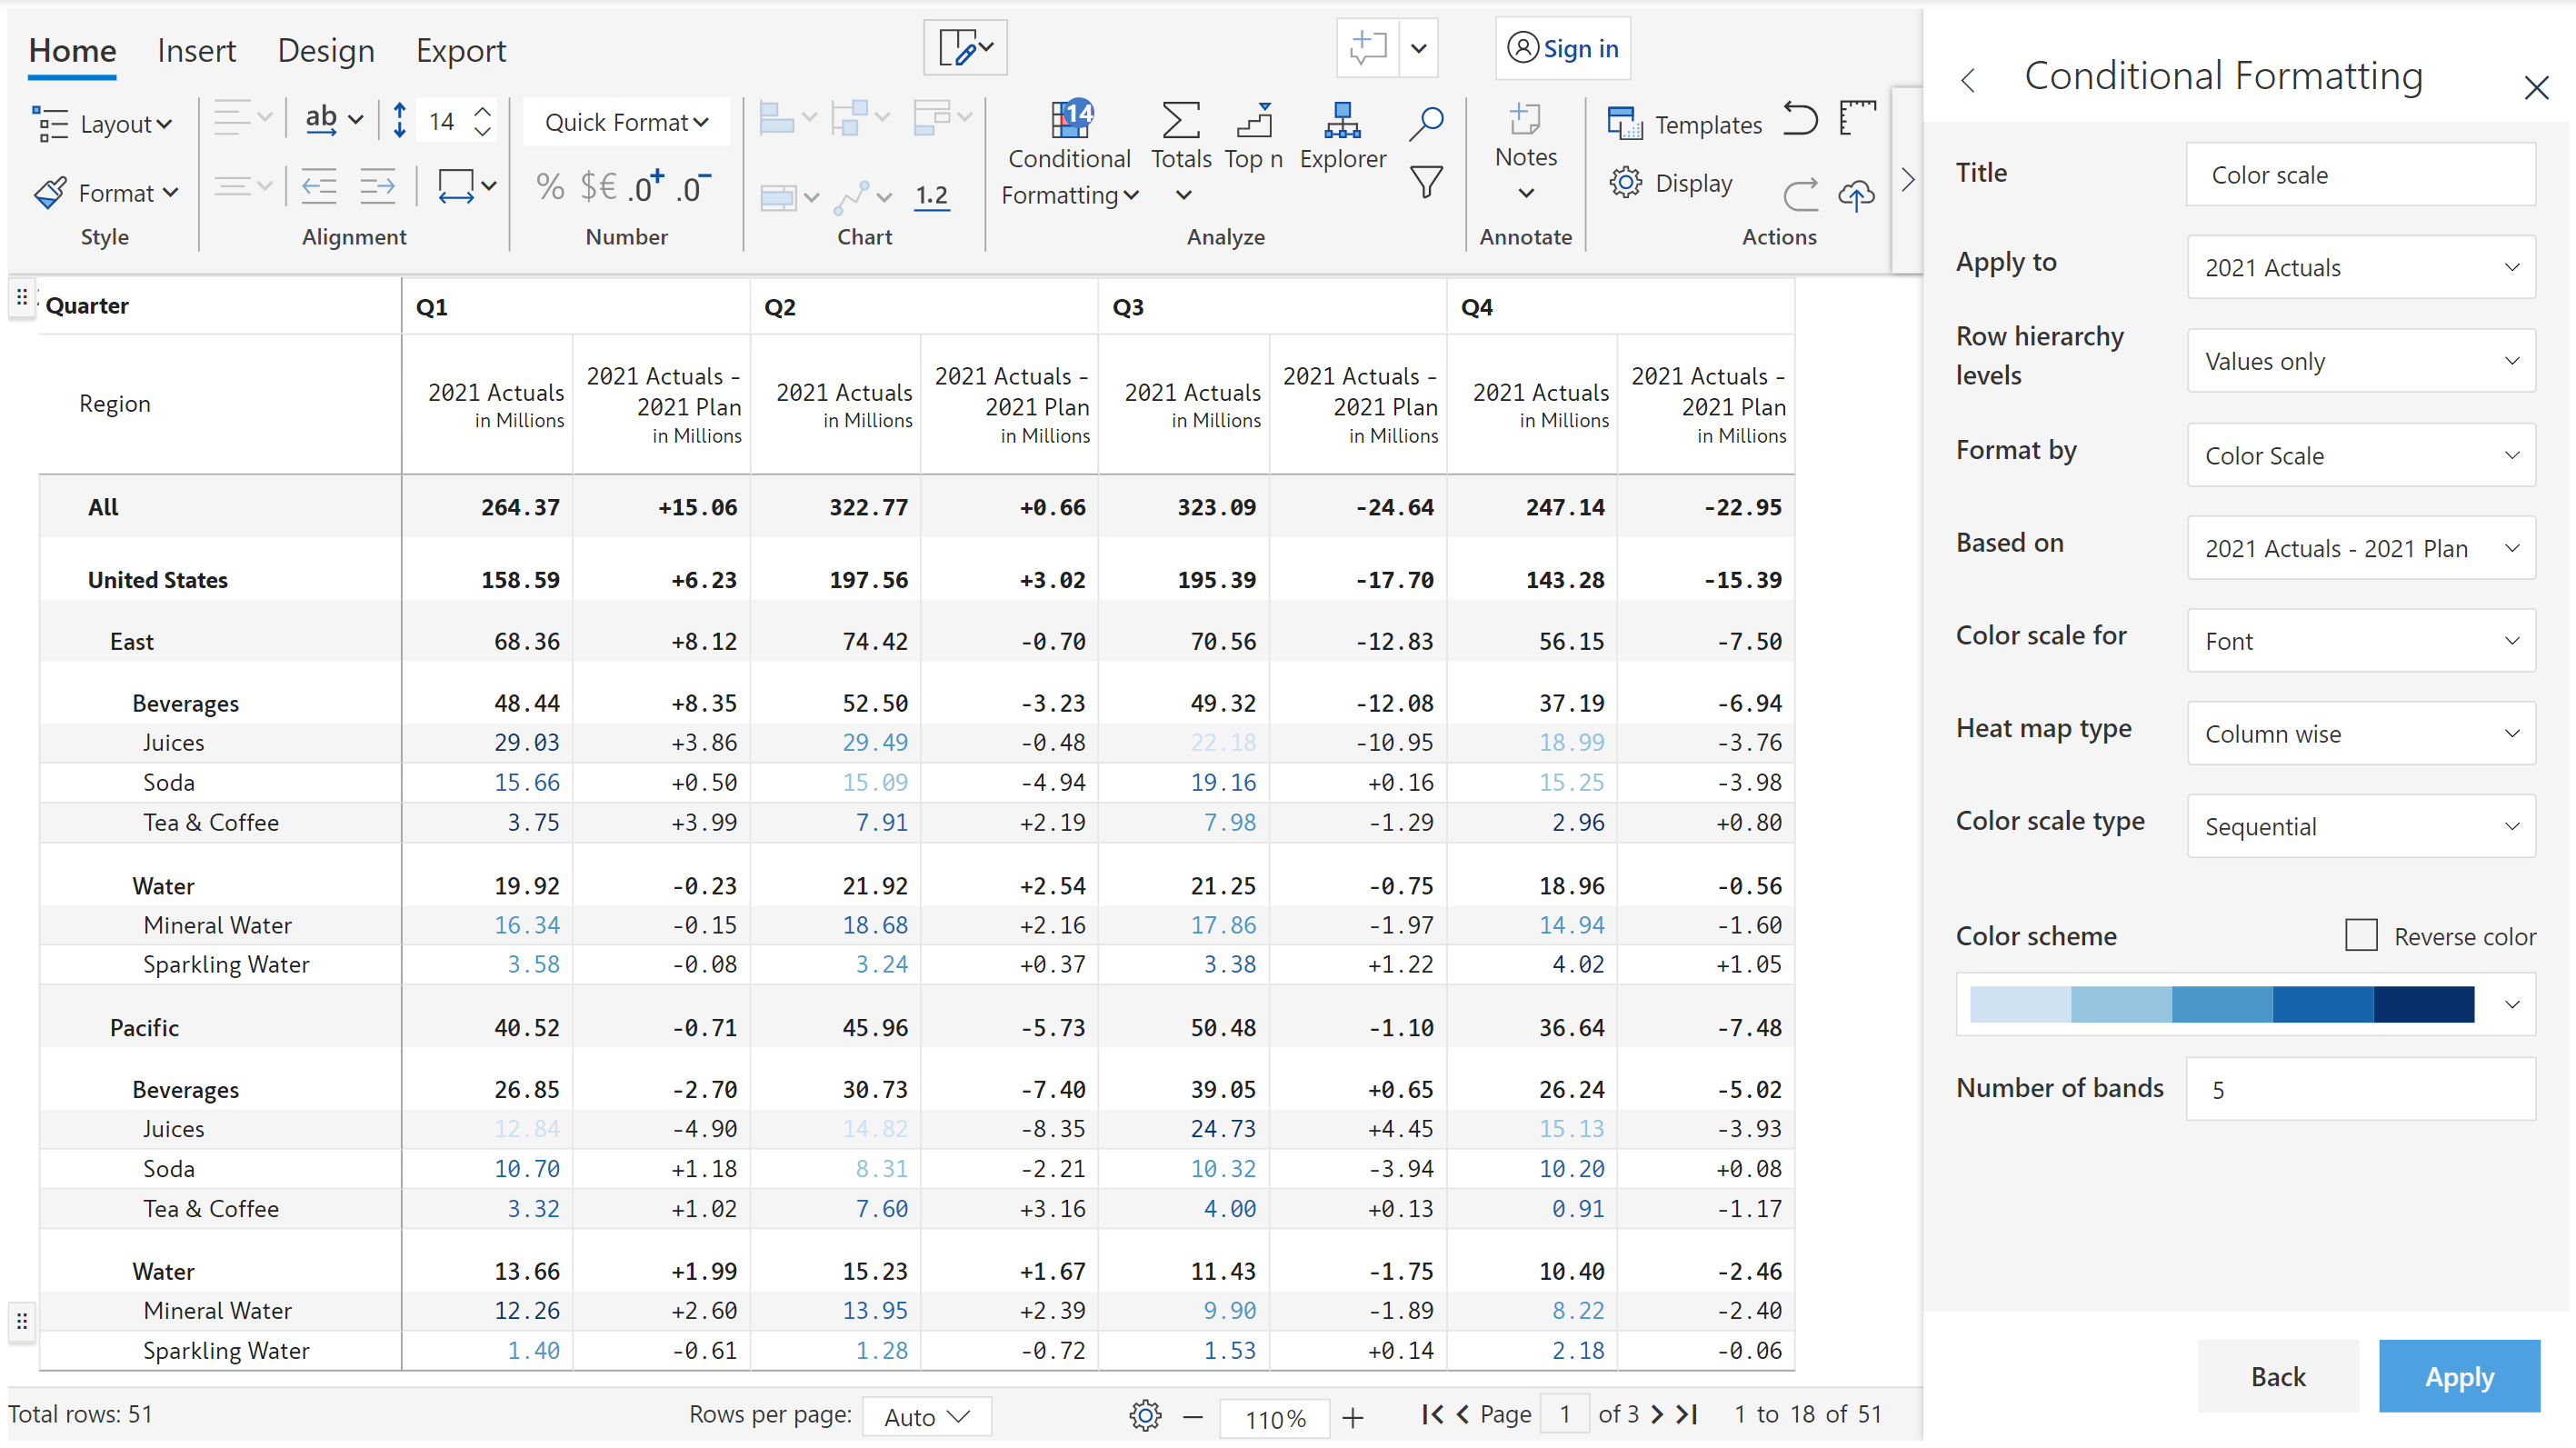 Home Insert Design Export
Sign in
Layout
ab
14
Quick Format
14
Conditional Formatting
Totals
Top n
Explorer
Notes
Templates
Format
% $€ .0+ .0−
1.2
Display
Style
Alignment
Number
Chart
Analyze
Annotate
Actions
Quarter Q1 Q2 Q3 Q4
Region
2021 Actuals in Millions
2021 Actuals - 2021 Plan in Millions
2021 Actuals in Millions
2021 Actuals - 2021 Plan in Millions
2021 Actuals in Millions
2021 Actuals - 2021 Plan in Millions
2021 Actuals in Millions
2021 Actuals - 2021 Plan in Millions
All 264.37 +15.06 322.77 +0.66 323.09 -24.64 247.14 -22.95
United States 158.59 +6.23 197.56 +3.02 195.39 -17.70 143.28 -15.39
East 68.36 +8.12 74.42 -0.70 70.56 -12.83 56.15 -7.50
Beverages 48.44 +8.35 52.50 -3.23 49.32 -12.08 37.19 -6.94
Juices 29.03 +3.86 29.49 -0.48 22.18 -10.95 18.99 -3.76
Soda 15.66 +0.50 15.09 -4.94 19.16 +0.16 15.25 -3.98
Tea & Coffee 3.75 +3.99 7.91 +2.19 7.98 -1.29 2.96 +0.80
Water 19.92 -0.23 21.92 +2.54 21.25 -0.75 18.96 -0.56
Mineral Water 16.34 -0.15 18.68 +2.16 17.86 -1.97 14.94 -1.60
Sparkling Water 3.58 -0.08 3.24 +0.37 3.38 +1.22 4.02 +1.05
Pacific 40.52 -0.71 45.96 -5.73 50.48 -1.10 36.64 -7.48
Beverages 26.85 -2.70 30.73 -7.40 39.05 +0.65 26.24 -5.02
Juices 12.84 -4.90 14.82 -8.35 24.73 +4.45 15.13 -3.93
Soda 10.70 +1.18 8.31 -2.21 10.32 -3.94 10.20 +0.08
Tea & Coffee 3.32 +1.02 7.60 +3.16 4.00 +0.13 0.91 -1.17
Water 13.66 +1.99 15.23 +1.67 11.43 -1.75 10.40 -2.46
Mineral Water 12.26 +2.60 13.95 +2.39 9.90 -1.89 8.22 -2.40
Sparkling Water 1.40 -0.61 1.28 -0.72 1.53 +0.14 2.18 -0.06
Total rows: 51
Rows per page: Auto
110%
Page 1 of 3
1 to 18 of 51
Conditional Formatting
Title Color scale
Apply to 2021 Actuals
Row hierarchy levels Values only
Format by Color Scale
Based on 2021 Actuals - 2021 Plan
Color scale for Font
Heat map type Column wise
Color scale type Sequential
Color scheme Reverse color
Number of bands 5
Back Apply